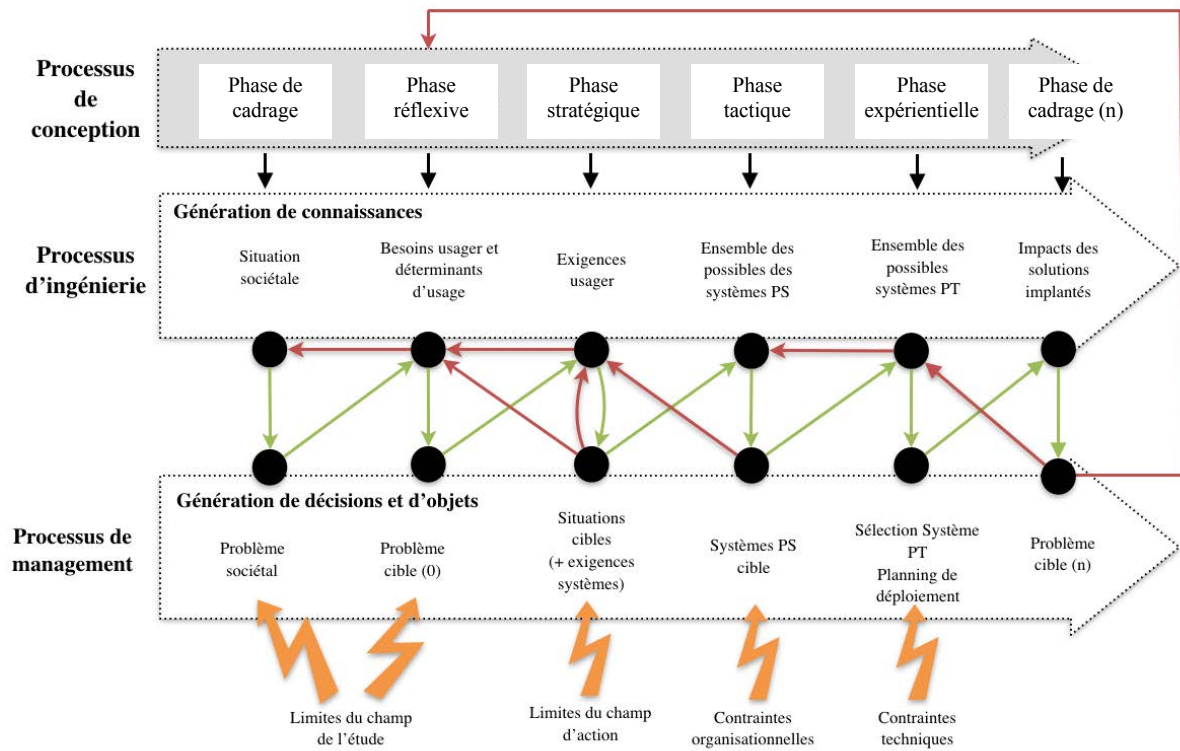 Processus
de
conception
Phase de
cadrage
Phase
réflexive
Phase
stratégique
Phase
tactique
Phase
expérientielle
Phase de
cadrage (n)
Processus
d'ingénierie
Génération de connaissances
Situation
sociétale
Besoins usager et
déterminants
d'usage
Exigences
usager
Ensemble des
possibles des
systèmes PS
Ensemble des
possibles
systèmes PT
Impacts des
solutions
implantés
Processus de
management
Génération de décisions et d'objets
Problème
sociétal
Problème
cible (0)
Situations
cibles
(+ exigences
systèmes)
Systèmes PS
cible
Sélection Système
PT
Planning de
déploiement
Problème
cible (n)
Limites du champ
de l'étude
Limites du champ
d'action
Contraintes
organisationnelles
Contraintes
techniques